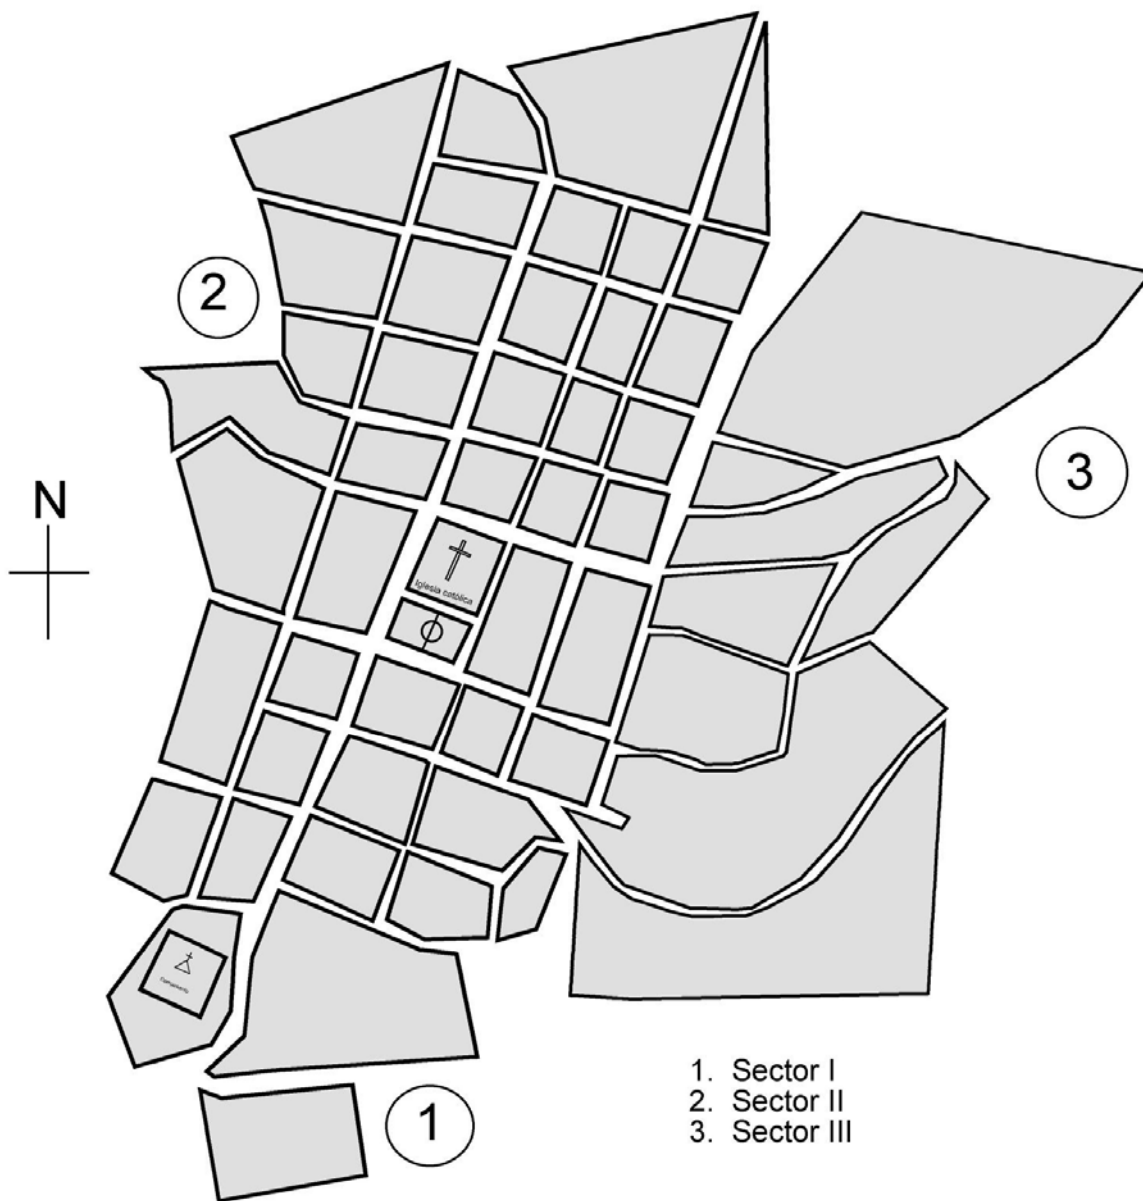 2
3
N
Iglesia católica
1
1. Sector I
2. Sector II
3. Sector III